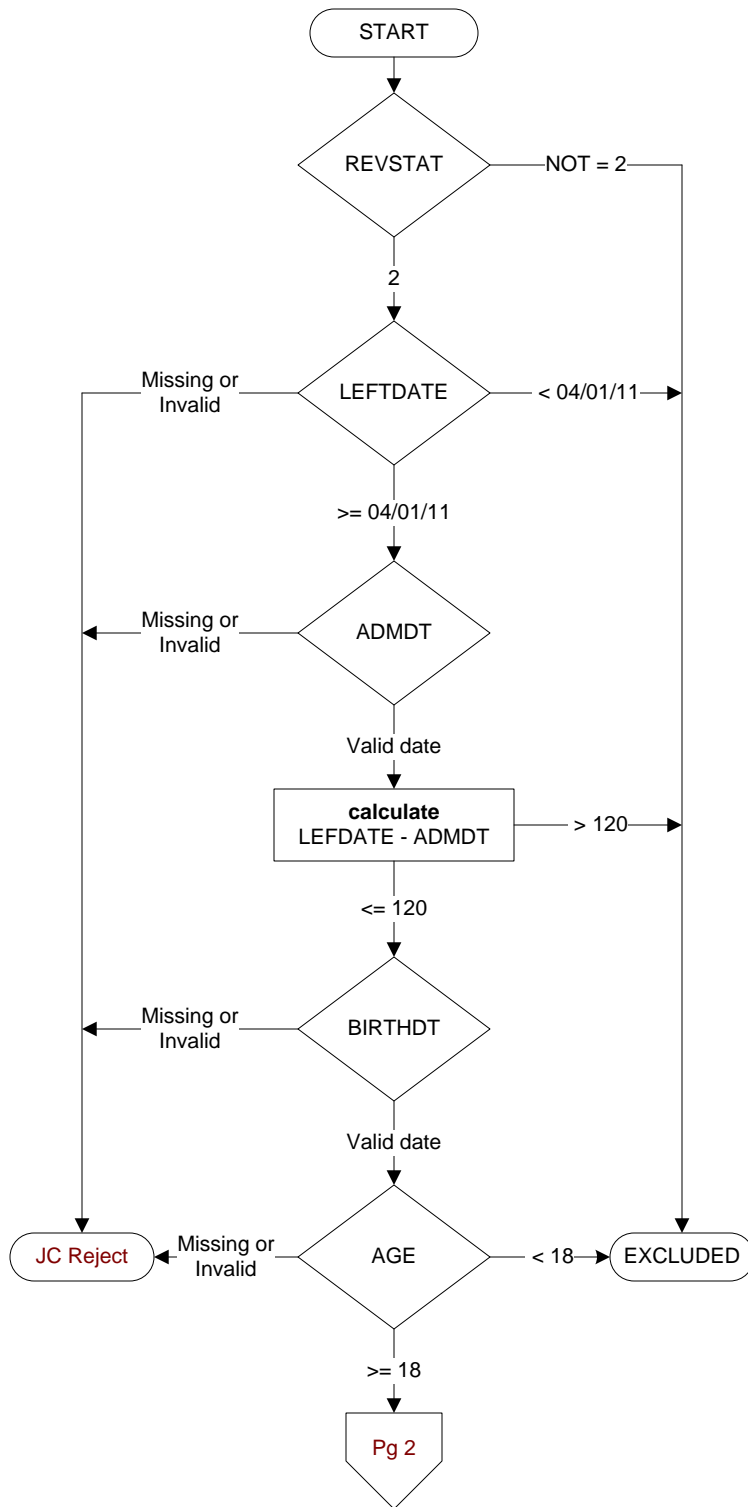 START
REVSTAT
NOT = 2
2
Missing or
Invalid
LEFTDATE
< 04/01/11
>= 04/01/11
Missing or
Invalid
ADMDT
Valid date
calculate
LEFDATE - ADMDT
> 120
<= 120
Missing or
Invalid
BIRTHDT
Valid date
JC Reject
Missing or
Invalid
AGE
< 18
EXCLUDED
>= 18
Pg 2